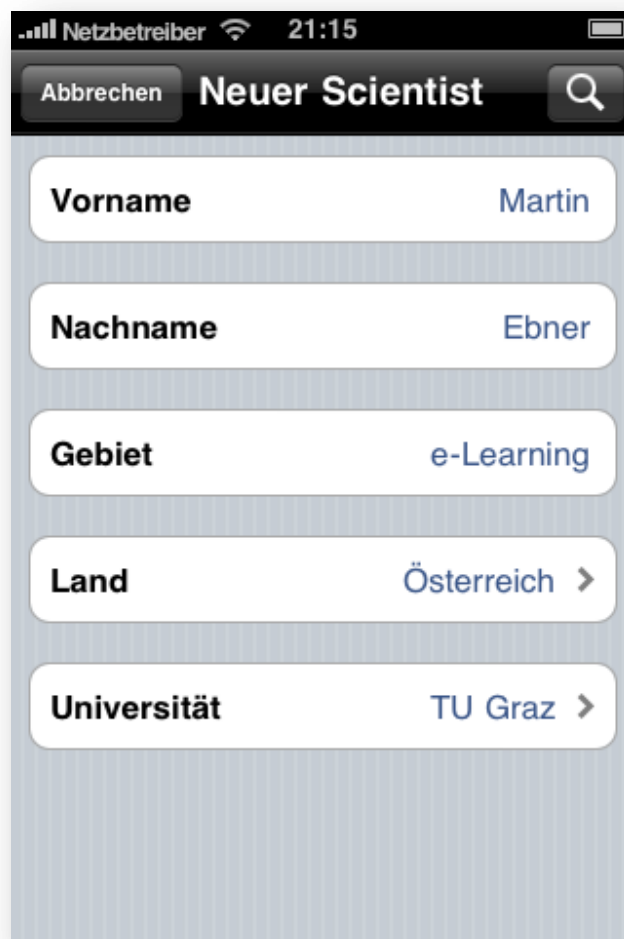 Netzbetreiber 21:15
Abbrechen Neuer Scientist
Vorname Martin
Nachname Ebner
Gebiet e-Learning
Land Österreich
Universität TU Graz